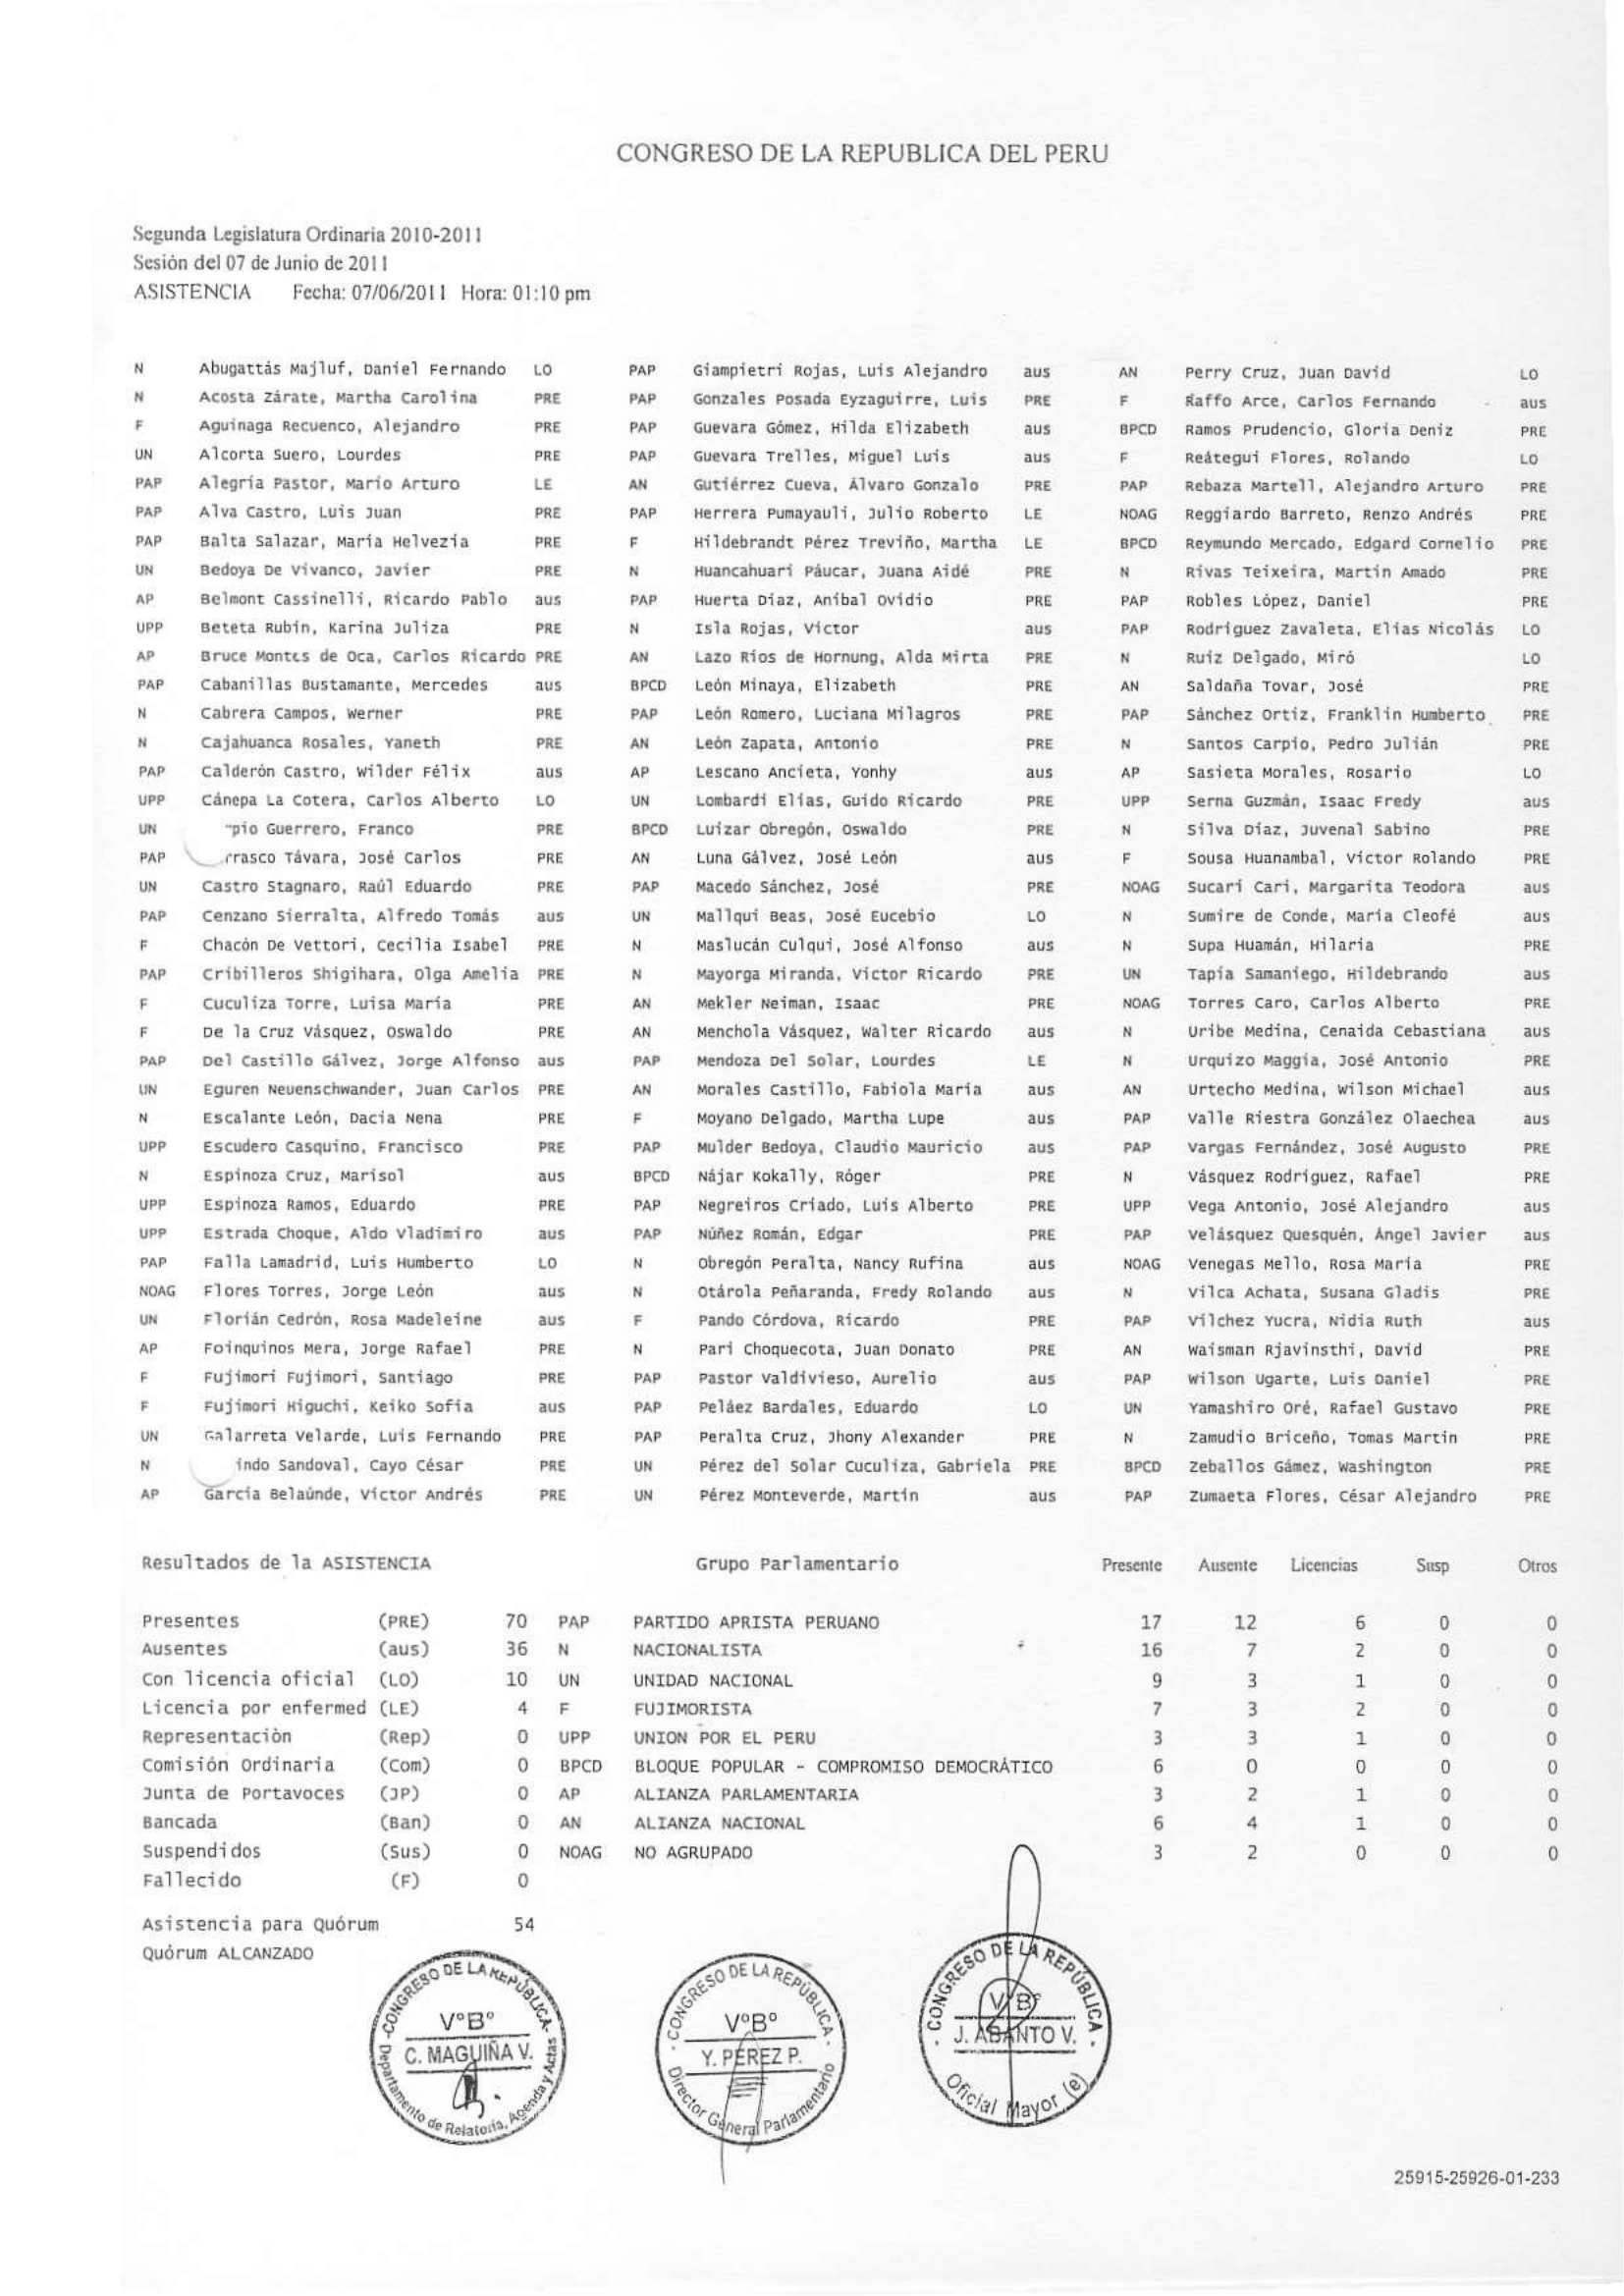 CONGRESO DE LA REPUBLICA DEL PERU
Segunda Legislatura Ordinaria 2010-2011
Sesión del 07 de Junio de 2011
ASISTENCIA Fecha: 07/06/2011 Hora: 01:10 pm
N Abugattás Majluf, Daniel Fernando LO PAP Giampietri Rojas, Luis Alejandro aus AN Perry Cruz, Juan David LO
N Acosta Zárate, Martha Carolina PRE PAP Gonzales Posada Eyzaguirre, Luis PRE F Raffo Arce, Carlos Fernando aus
F Aguinaga Recuenco, Alejandro PRE PAP Guevara Gómez, Hilda Elizabeth aus BPCD Ramos Prudencio, Gloria Deniz PRE
UN Alcorta Suero, Lourdes PRE PAP Guevara Trelles, Miguel Luis aus F Reátegui Flores, Rolando LO
PAP Alegría Pastor, Mario Arturo LE AN Gutiérrez Cueva, Álvaro Gonzalo PRE PAP Rebaza Martell, Alejandro Arturo PRE
PAP Alva Castro, Luis Juan PRE PAP Herrera Pumayauli, Julio Roberto LE NOAG Reggiardo Barreto, Renzo Andrés PRE
PAP Balta Salazar, María Helvezia PRE F Hildebrandt Pérez Treviño, Martha LE BPCD Reymundo Mercado, Edgard Cornelio PRE
UN Bedoya De Vivanco, Javier PRE N Huancahuari Páucar, Juana Aidé PRE N Rivas Teixeira, Martín Amado PRE
AP Belmont Cassinelli, Ricardo Pablo aus PAP Huerta Díaz, Aníbal Ovidio PRE PAP Robles López, Daniel PRE
UPP Beteta Rubín, Karina Juliza PRE N Isla Rojas, Víctor aus PAP Rodríguez Zavaleta, Elías Nicolás LO
AP Bruce Montes de Oca, Carlos Ricardo PRE AN Lazo Ríos de Hornung, Alda Mirta PRE N Ruiz Delgado, Miró LO
PAP Cabanillas Bustamante, Mercedes aus BPCD León Minaya, Elizabeth PRE AN Saldaña Tovar, José PRE
N Cabrera Campos, Werner PRE PAP León Romero, Luciana Milagros PRE PAP Sánchez Ortiz, Franklin Humberto PRE
N Cajahuanca Rosales, Yaneth PRE AN León Zapata, Antonio PRE N Santos Carpio, Pedro Julián PRE
PAP Calderón Castro, Wilder Félix aus AP Lescano Ancieta, Yonhy aus AP Sasieta Morales, Rosario LO
UPP Cánepa La Cotera, Carlos Alberto LO UN Lombardi Elías, Guido Ricardo PRE UPP Serna Guzmán, Isaac Fredy aus
UN pio Guerrero, Franco PRE BPCD Luizar Obregón, Oswaldo PRE N Silva Díaz, Juvenal Sabino PRE
PAP rrasco Távara, José Carlos PRE AN Luna Gálvez, José León aus F Sousa Huanambal, Víctor Rolando PRE
UN Castro Stagnaro, Raúl Eduardo PRE PAP Macedo Sánchez, José PRE NOAG Sucari Cari, Margarita Teodora aus
PAP Cenzano Sierralta, Alfredo Tomás aus UN Mallqui Beas, José Eucebio LO N Sumire de Conde, María Cleofé aus
F Chacón De Vettori, Cecilia Isabel PRE N Maslucán Culqui, José Alfonso aus N Supa Huamán, Hilaria PRE
PAP Cribilleros Shigihara, Olga Amelia PRE N Mayorga Miranda, Víctor Ricardo PRE UN Tapia Samaniego, Hildebrando aus
F Cuculiza Torre, Luisa María PRE AN Mekler Neiman, Isaac PRE NOAG Torres Caro, Carlos Alberto PRE
F De la Cruz Vásquez, Oswaldo PRE AN Menchola Vásquez, Walter Ricardo aus N Uribe Medina, Cenaida Cebastiana aus
PAP Del Castillo Gálvez, Jorge Alfonso aus PAP Mendoza Del Solar, Lourdes LE N Urquizo Maggia, José Antonio PRE
UN Eguren Neuenschwander, Juan Carlos PRE AN Morales Castillo, Fabiola María aus AN Urtecho Medina, Wilson Michael aus
N Escalante León, Dacia Nena PRE F Moyano Delgado, Martha Lupe aus PAP Valle Riestra González Olaechea aus
UPP Escudero Casquino, Francisco PRE PAP Mulder Bedoya, Claudio Mauricio aus PAP Vargas Fernández, José Augusto PRE
N Espinoza Cruz, Marisol aus BPCD Nájar Kokally, Róger PRE N Vásquez Rodríguez, Rafael PRE
UPP Espinoza Ramos, Eduardo PRE PAP Negreiros Criado, Luis Alberto PRE UPP Vega Antonio, José Alejandro aus
UPP Estrada Choque, Aldo Vladimiro aus PAP Núñez Román, Edgar PRE PAP Velásquez Quesquén, Ángel Javier aus
PAP Falla Lamadrid, Luis Humberto LO N Obregón Peralta, Nancy Rufina aus NOAG Venegas Mello, Rosa María PRE
NOAG Flores Torres, Jorge León aus N Otárola Peñaranda, Fredy Rolando aus N Vilca Achata, Susana Gladis PRE
UN Florián Cedrón, Rosa Madeleine aus F Pando Córdova, Ricardo PRE PAP Vílchez Yucra, Nidia Ruth aus
AP Foinquinos Mera, Jorge Rafael PRE N Pari Choquecota, Juan Donato PRE AN Waisman Rjavinsthi, David PRE
F Fujimori Fujimori, Santiago PRE PAP Pastor Valdivieso, Aurelio aus PAP Wilson Ugarte, Luis Daniel PRE
F Fujimori Higuchi, Keiko Sofía aus PAP Peláez Bardales, Eduardo LO UN Yamashiro Oré, Rafael Gustavo PRE
UN Galarreta Velarde, Luis Fernando PRE PAP Peralta Cruz, Jhony Alexander PRE N Zamudio Briceño, Tomas Martín PRE
N indo Sandoval, Cayo César PRE UN Pérez del Solar Cuculiza, Gabriela PRE BPCD Zeballos Gámez, Washington PRE
AP García Belaúnde, Víctor Andrés PRE UN Pérez Monteverde, Martín aus PAP Zumaeta Flores, César Alejandro PRE
Resultados de la ASISTENCIA Grupo Parlamentario Presente Ausente Licencias Susp Otros
Presentes (PRE) 70 PAP PARTIDO APRISTA PERUANO 17 12 6 0 0
Ausentes (aus) 36 N NACIONALISTA 16 7 2 0 0
Con licencia oficial (LO) 10 UN UNIDAD NACIONAL 9 3 1 0 0
Licencia por enfermed (LE) 4 F FUJIMORISTA 7 3 2 0 0
Representación (Rep) 0 UPP UNION POR EL PERU 3 3 1 0 0
Comisión Ordinaria (Com) 0 BPCD BLOQUE POPULAR - COMPROMISO DEMOCRÁTICO 6 0 0 0 0
Junta de Portavoces (JP) 0 AP ALIANZA PARLAMENTARIA 3 2 1 0 0
Bancada (Ban) 0 AN ALIANZA NACIONAL 6 4 1 0 0
Suspendidos (Sus) 0 NOAG NO AGRUPADO 3 2 0 0 0
Fallecido (F) 0
Asistencia para Quórum 54
Quórum ALCANZADO
CONGRESO DE LA REPÚBLICA
V°B°
C. MAGUIÑA V.
Departamento de Relatoría, Agenda y Actas
CONGRESO DE LA REPÚBLICA
V°B°
Y. PÉREZ P.
Director General Parlamentario
CONGRESO DE LA REPÚBLICA
V°B°
J. ABANTO V.
Oficial Mayor (e)
25915-25926-01-233